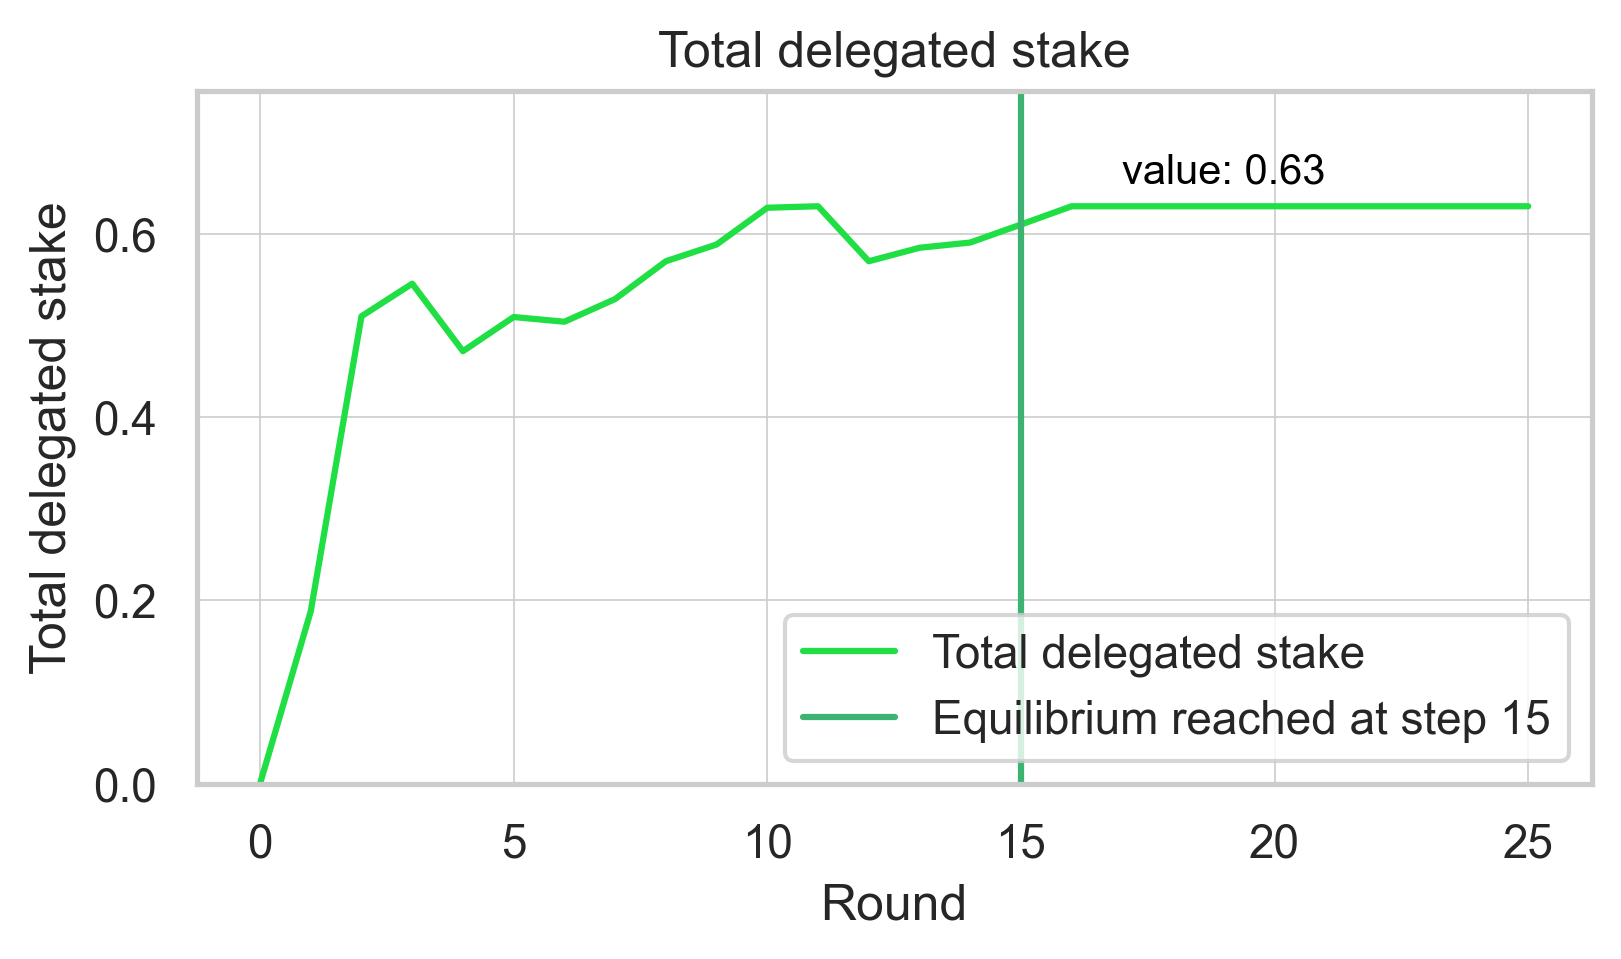 Total delegated stake
value: 0.63
Total delegated stake
0.6
0.4
0.2
0.0
Total delegated stake
Equilibrium reached at step 15
0 5 10 15 20 25
Round